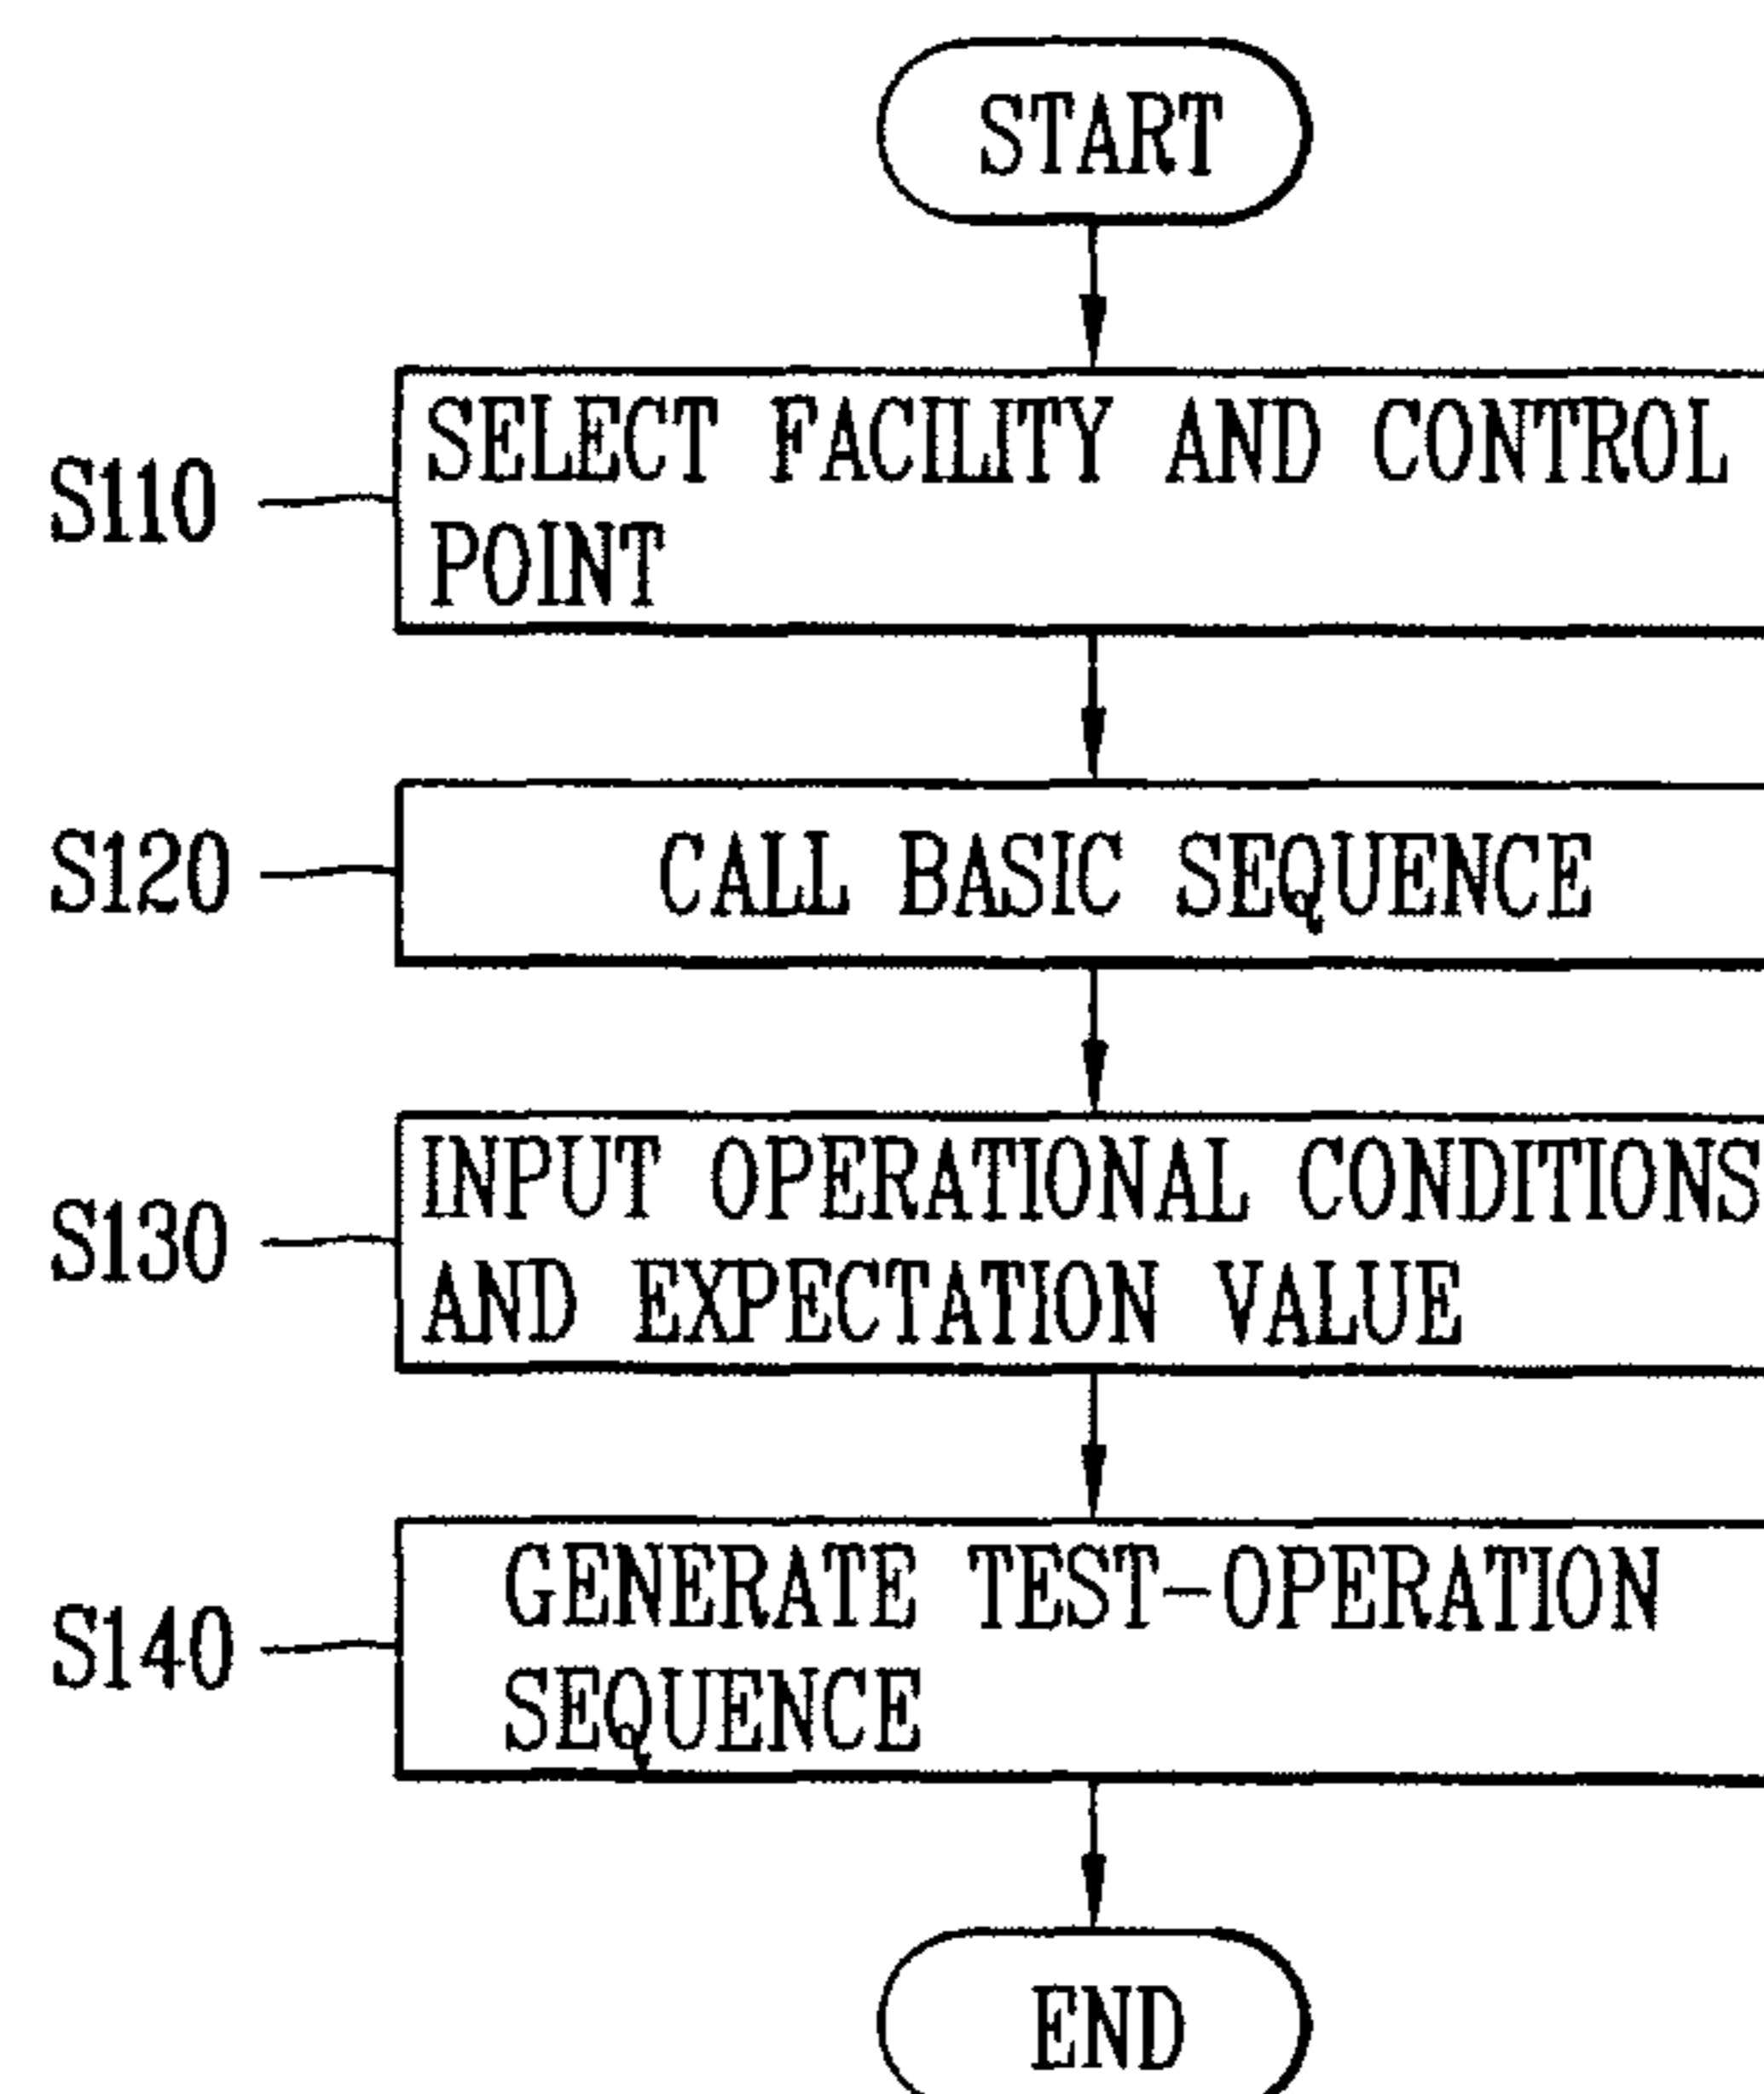 START
S110
SELECT FACILITY AND CONTROL
POINT
S120
CALL BASIC SEQUENCE
S130
INPUT OPERATIONAL CONDITIONS
AND EXPECTATION VALUE
S140
GENERATE TEST-OPERATION
SEQUENCE
END